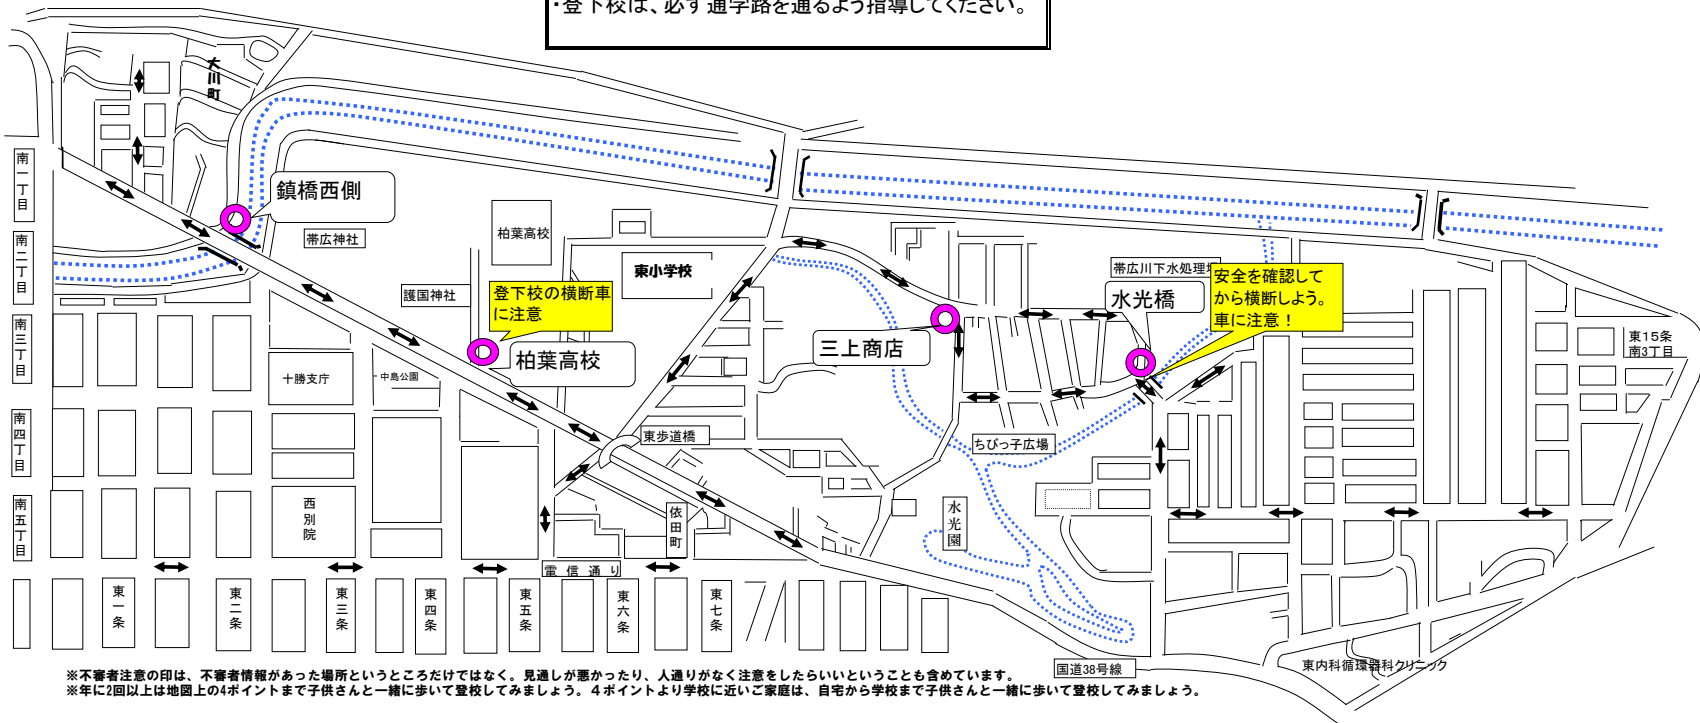 ・登下校は、必ず通学路を通るよう指導してください。
大川町
南一丁目
鎮橋西側
帯広神社
柏葉高校
東小学校
南二丁目
護国神社
登下校の横断車
に注意
帯広川下水処理場
安全を確認して
から横断しよう。
車に注意！
水光橋
南三丁目
柏葉高校
三上商店
東15条
南3丁目
十勝支庁
中島公園
南四丁目
東歩道橋
ちびっ子広場
南五丁目
西別院
依田町
水光園
電信通り
東一条
東二条
東三条
東四条
東五条
東六条
東七条
国道38号線
東内科循環器科クリニック
※不審者注意の印は、不審者情報があった場所というところだけではなく。見通しが悪かったり、人通りがなく注意をしたらいいということも含めています。
※年に2回以上は地図上の4ポイントまで子供さんと一緒に歩いて登校してみましょう。４ポイントより学校に近いご家庭は、自宅から学校まで子供さんと一緒に歩いて登校してみましょう。